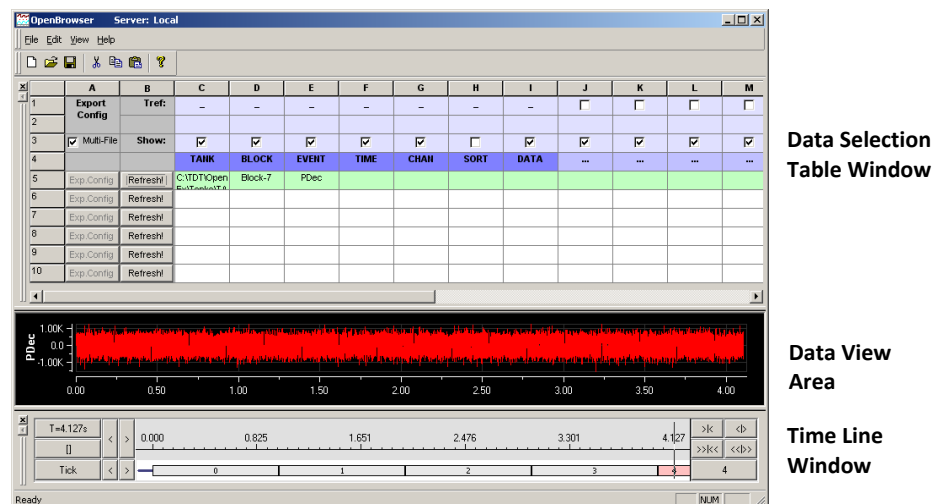 OpenBrowser Server: Local
File Edit View Help
A B C D E F G H I J K L M
1 Export Config Tref: – – – – – – –
2
3 Multi-File Show:
4 TANK BLOCK EVENT TIME CHAN SORT DATA ... ... ... ...
5 Exp.Config Refresh! C:\TDT\Open Block-7 PDec
6 Exp.Config Refresh!
7 Exp.Config Refresh!
8 Exp.Config Refresh!
9 Exp.Config Refresh!
10 Exp.Config Refresh!
Data Selection
Table Window
PDec
1.00K
0.0
-1.00K
0.00 0.50 1.00 1.50 2.00 2.50 3.00 3.50 4.00
Data View
Area
T=4.127s < > 0.000 0.825 1.651 2.476 3.301 4.127 >|< <|>
[] >>|<< <<|>>
Tick < > 0 1 2 3 4 4
Time Line
Window
Ready NUM